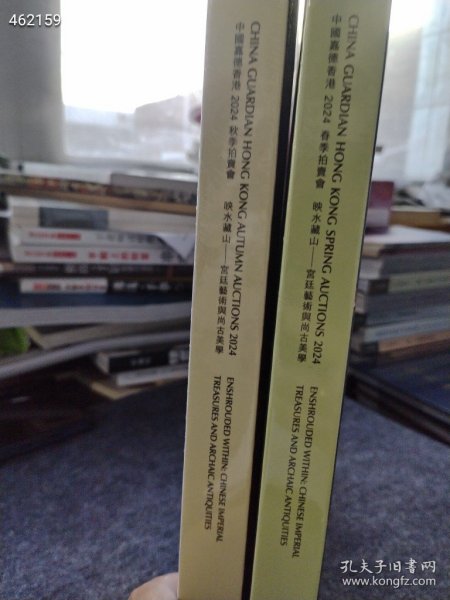 462159
CHINA GUARDIAN HONG KONG AUTUMN AUCTIONS 2024
中國嘉德香港 2024 秋季拍賣會 映水藏山——宮廷藝術與尚古美學
ENSHROUDED WITHIN: CHINESE IMPERIAL
TREASURES AND ARCHAIC ANTIQUITIES
CHINA GUARDIAN HONG KONG SPRING AUCTIONS 2024
中國嘉德香港 2024 春季拍賣會 映水藏山——宮廷藝術與尚古美學
ENSHROUDED WITHIN: CHINESE IMPERIAL
TREASURES AND ARCHAIC ANTIQUITIES
孔夫子旧书网
www.kongfz.com